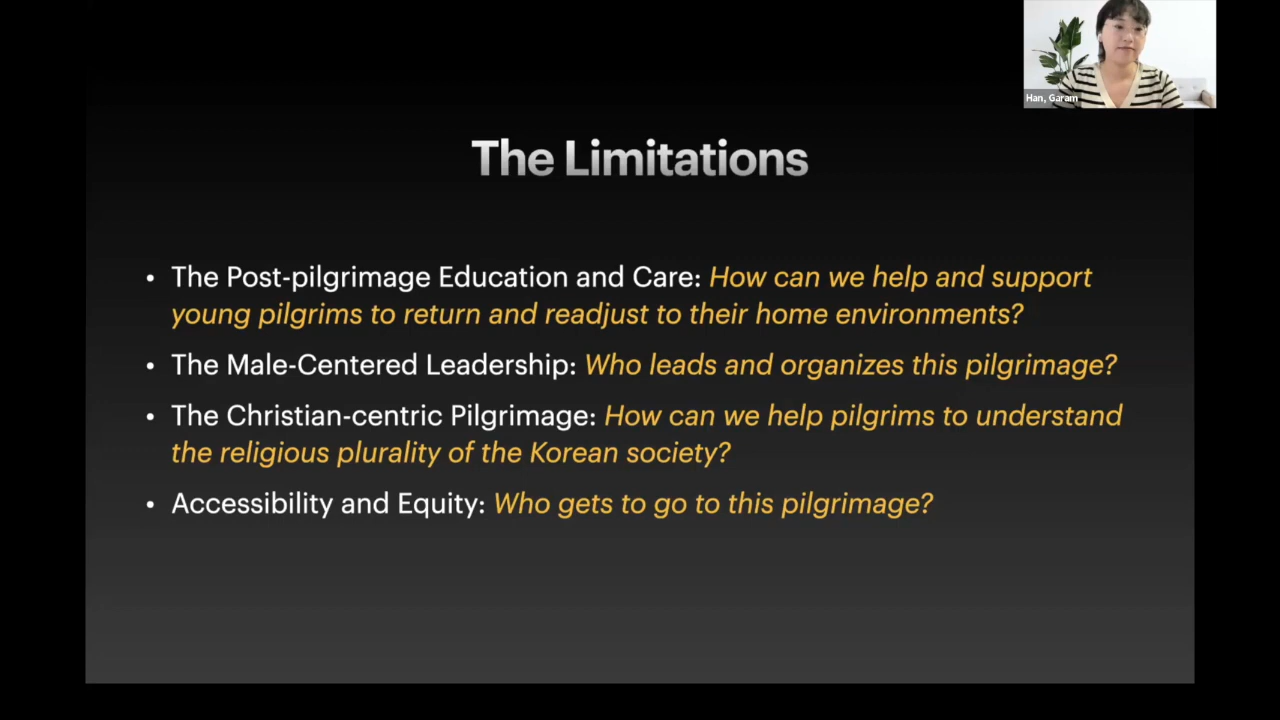 Han, Garam
The Limitations
• The Post-pilgrimage Education and Care: How can we help and support
young pilgrims to return and readjust to their home environments?
• The Male-Centered Leadership: Who leads and organizes this pilgrimage?
• The Christian-centric Pilgrimage: How can we help pilgrims to understand
the religious plurality of the Korean society?
• Accessibility and Equity: Who gets to go to this pilgrimage?